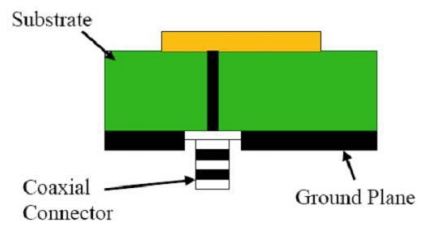 Substrate
Coaxial
Connector
Ground Plane